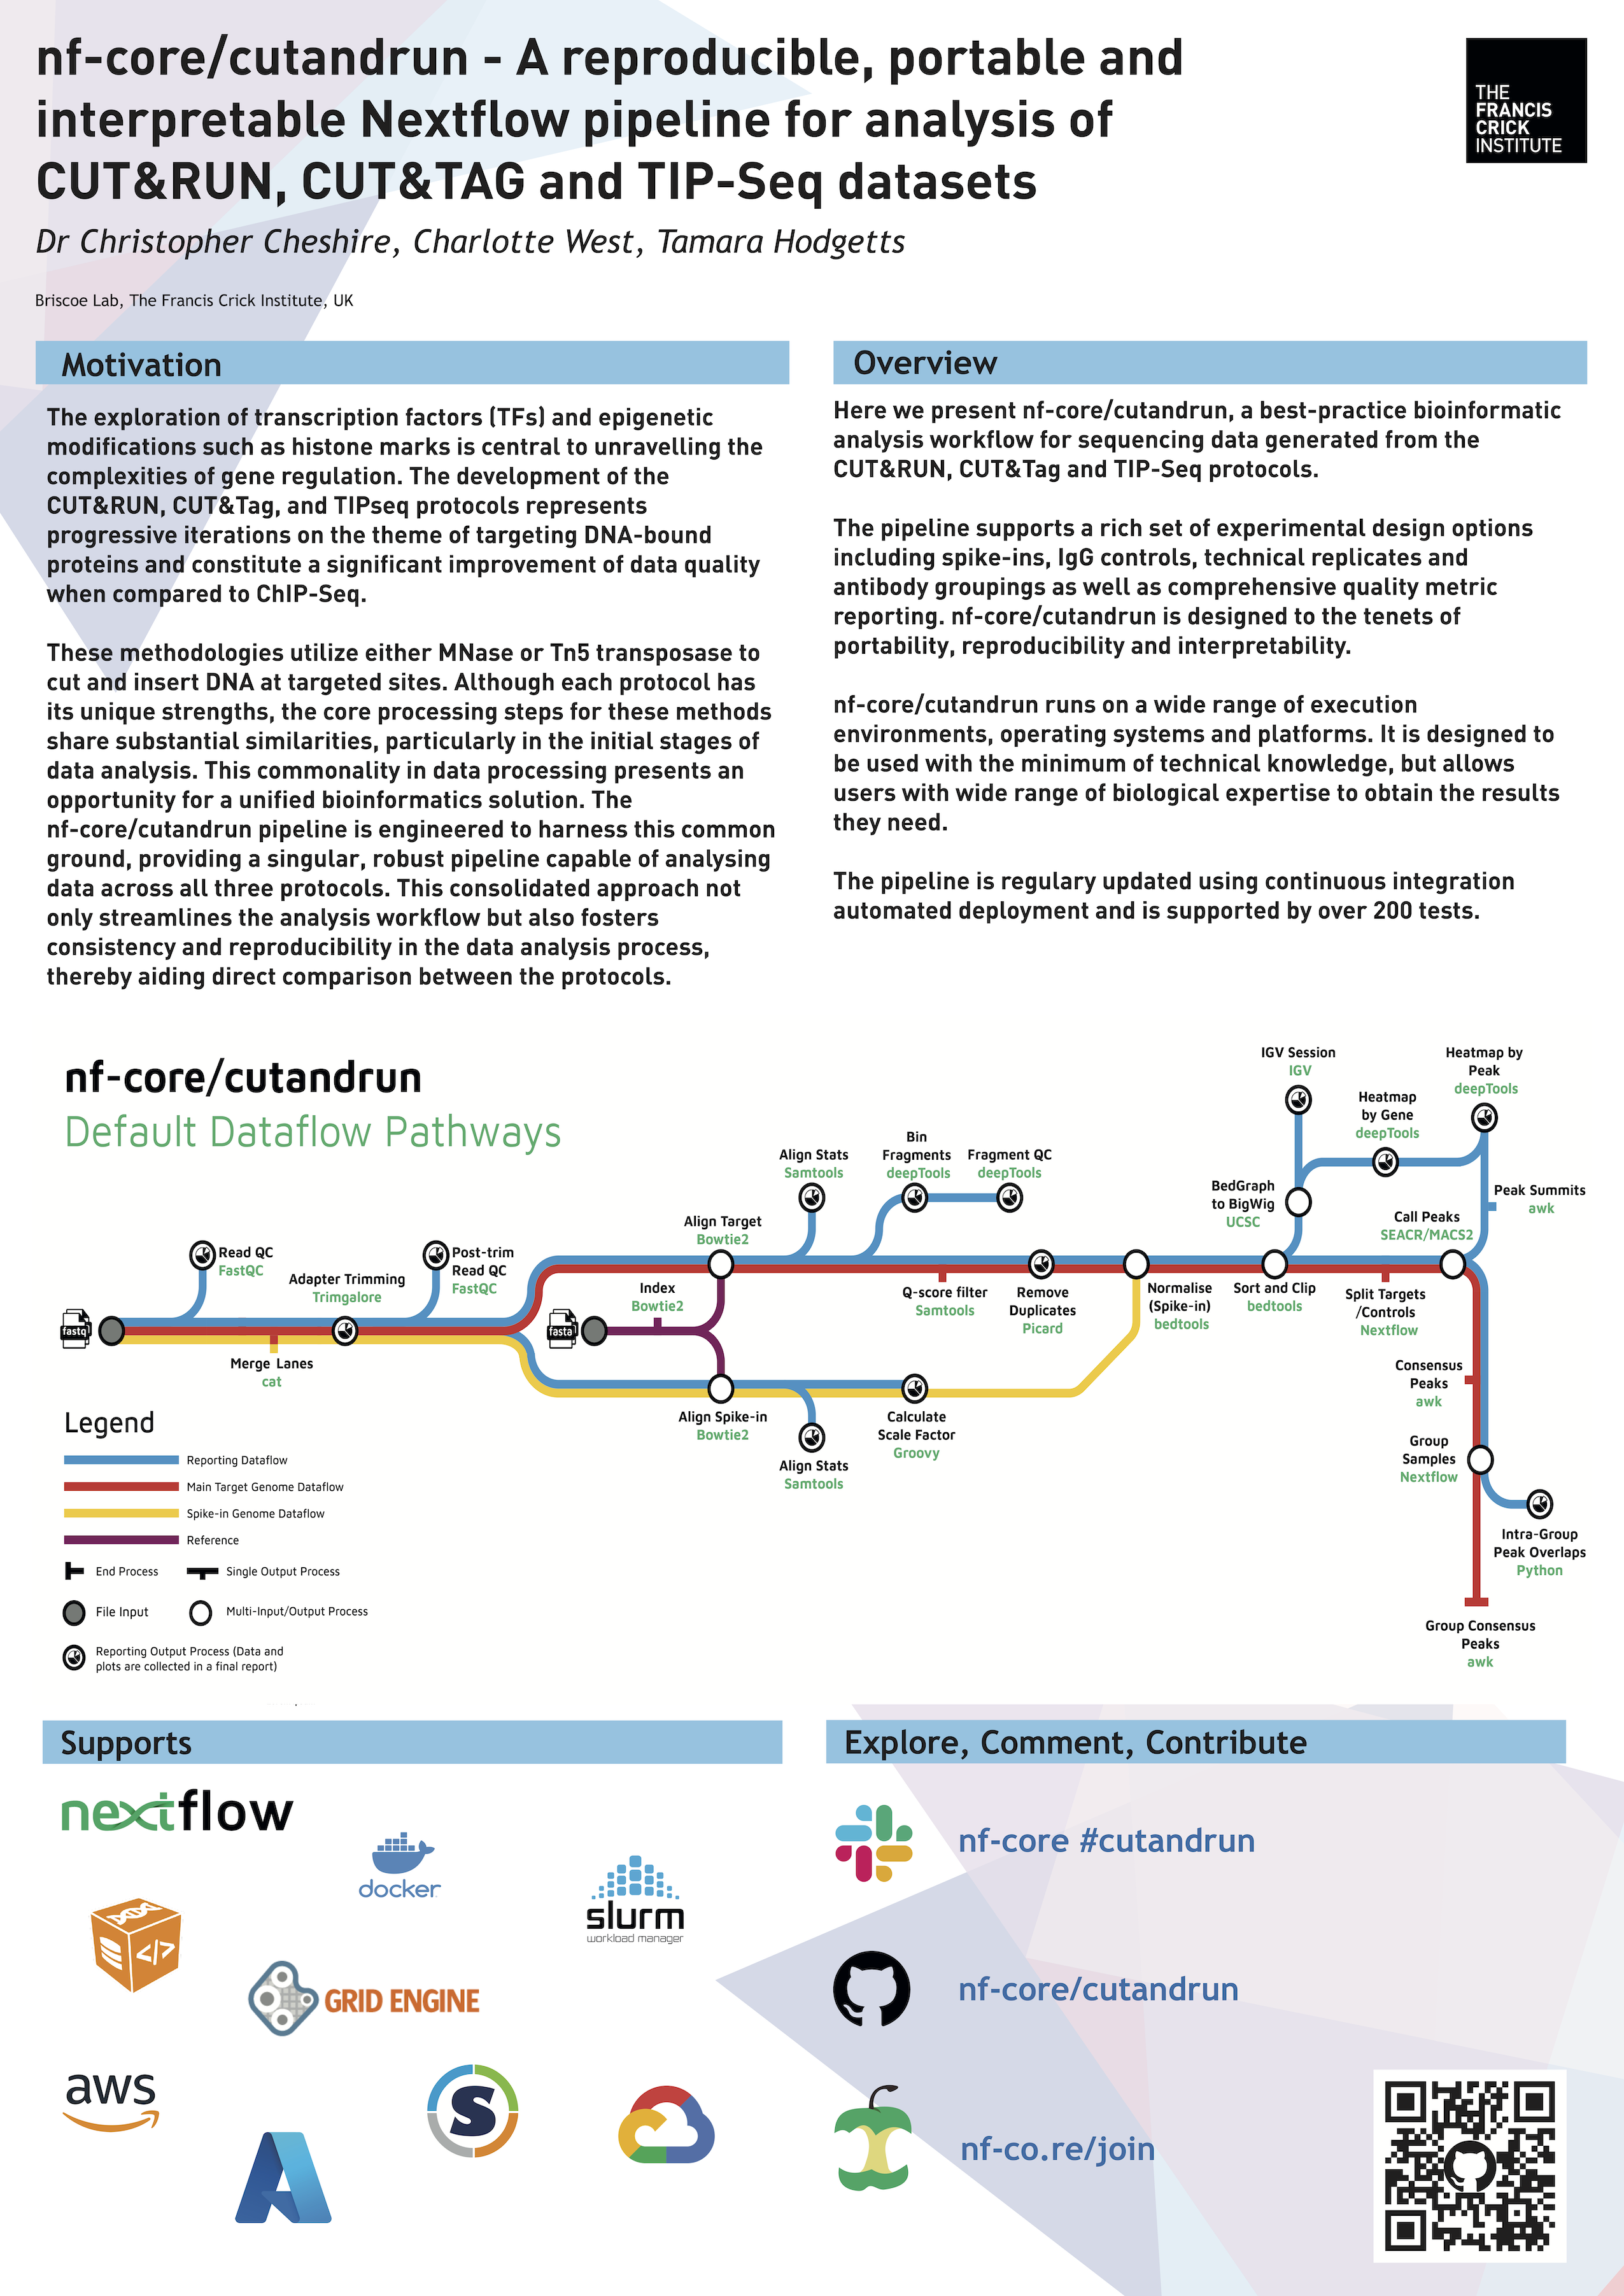 nf-core/cutandrun - A reproducible, portable and
interpretable Nextflow pipeline for analysis of
CUT&RUN, CUT&TAG and TIP-Seq datasets
Dr Christopher Cheshire, Charlotte West, Tamara Hodgetts
Briscoe Lab, The Francis Crick Institute, UK
THE
FRANCIS
CRICK
INSTITUTE
Motivation
The exploration of transcription factors (TFs) and epigenetic
modifications such as histone marks is central to unravelling the
complexities of gene regulation. The development of the
CUT&RUN, CUT&Tag, and TIPseq protocols represents
progressive iterations on the theme of targeting DNA-bound
proteins and constitute a significant improvement of data quality
when compared to ChIP-Seq.
These methodologies utilize either MNase or Tn5 transposase to
cut and insert DNA at targeted sites. Although each protocol has
its unique strengths, the core processing steps for these methods
share substantial similarities, particularly in the initial stages of
data analysis. This commonality in data processing presents an
opportunity for a unified bioinformatics solution. The
nf-core/cutandrun pipeline is engineered to harness this common
ground, providing a singular, robust pipeline capable of analysing
data across all three protocols. This consolidated approach not
only streamlines the analysis workflow but also fosters
consistency and reproducibility in the data analysis process,
thereby aiding direct comparison between the protocols.
Overview
Here we present nf-core/cutandrun, a best-practice bioinformatic
analysis workflow for sequencing data generated from the
CUT&RUN, CUT&Tag and TIP-Seq protocols.
The pipeline supports a rich set of experimental design options
including spike-ins, IgG controls, technical replicates and
antibody groupings as well as comprehensive quality metric
reporting. nf-core/cutandrun is designed to the tenets of
portability, reproducibility and interpretability.
nf-core/cutandrun runs on a wide range of execution
environments, operating systems and platforms. It is designed to
be used with the minimum of technical knowledge, but allows
users with wide range of biological expertise to obtain the results
they need.
The pipeline is regulary updated using continuous integration
automated deployment and is supported by over 200 tests.
nf-core/cutandrun
Default Dataflow Pathways
fastq
Read QC
FastQC
Merge Lanes
cat
Adapter Trimming
Trimgalore
Post-trim
Read QC
FastQC
fasta
Index
Bowtie2
Align Target
Bowtie2
Align Spike-in
Bowtie2
Align Stats
Samtools
Align Stats
Samtools
Bin
Fragments
deepTools
Fragment QC
deepTools
Calculate
Scale Factor
Groovy
Q-score filter
Samtools
Remove
Duplicates
Picard
Normalise
(Spike-in)
bedtools
Sort and Clip
bedtools
BedGraph
to BigWig
UCSC
IGV Session
IGV
Heatmap
by Gene
deepTools
Heatmap by
Peak
deepTools
Peak Summits
awk
Call Peaks
SEACR/MACS2
Split Targets
/Controls
Nextflow
Consensus
Peaks
awk
Group
Samples
Nextflow
Intra-Group
Peak Overlaps
Python
Group Consensus
Peaks
awk
Legend
Reporting Dataflow
Main Target Genome Dataflow
Spike-in Genome Dataflow
Reference
End Process
Single Output Process
File Input
Multi-Input/Output Process
Reporting Output Process (Data and
plots are collected in a final report)
Supports
nextflow
docker
slurm
workload manager
</>
GRID ENGINE
aws
S
Explore, Comment, Contribute
nf-core #cutandrun
nf-core/cutandrun
nf-co.re/join